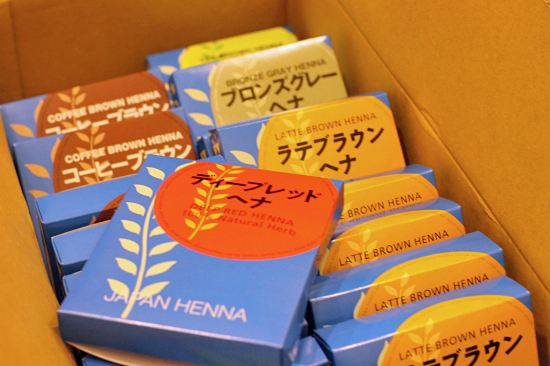 BRONZE GRAY HENNA
ブロンズグレー
ヘナ
COFFEE BROWN HENNA
コーヒーブラウン
LATTE BROWN HENNA
ラテブラウン
ヘナ
COFFEE BROWN HENNA
コーヒーブラウン
ディープレッド
ヘナ
DEEP RED HENNA
100% Natural Herb
JAPAN HENNA
LATTE BROWN HENNA
LATTE BROWN HENNA
LATTE BROWN HENNA
LATTE BROWN HENNA
ラテブラウン